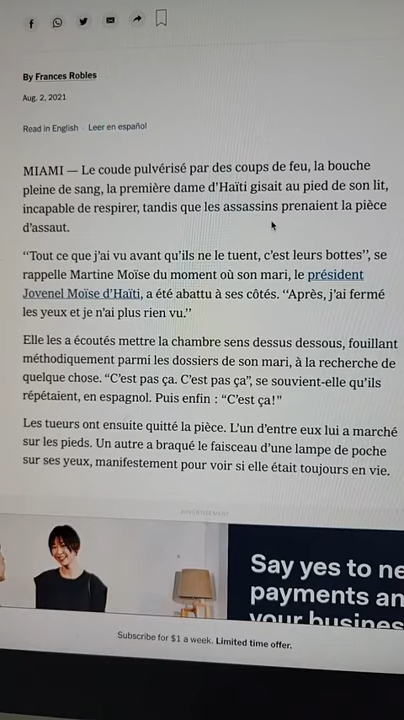 By Frances Robles
Aug. 2, 2021
Read in English · Leer en español
MIAMI — Le coude pulvérisé par des coups de feu, la bouche
pleine de sang, la première dame d’Haïti gisait au pied de son lit,
incapable de respirer, tandis que les assassins prenaient la pièce
d’assaut.
“Tout ce que j’ai vu avant qu’ils ne le tuent, c’est leurs bottes”, se
rappelle Martine Moïse du moment où son mari, le président
Jovenel Moïse d’Haïti, a été abattu à ses côtés. “Après, j’ai fermé
les yeux et je n’ai plus rien vu.”
Elle les a écoutés mettre la chambre sens dessus dessous, fouillant
méthodiquement parmi les dossiers de son mari, à la recherche de
quelque chose. “C’est pas ça. C’est pas ça”, se souvient-elle qu’ils
répétaient, en espagnol. Puis enfin : “C’est ça!”
Les tueurs ont ensuite quitté la pièce. L’un d’entre eux lui a marché
sur les pieds. Un autre a braqué le faisceau d’une lampe de poche
sur ses yeux, manifestement pour voir si elle était toujours en vie.
ADVERTISEMENT
Say yes to ne
payments an
your busines
Subscribe for $1 a week. Limited time offer.